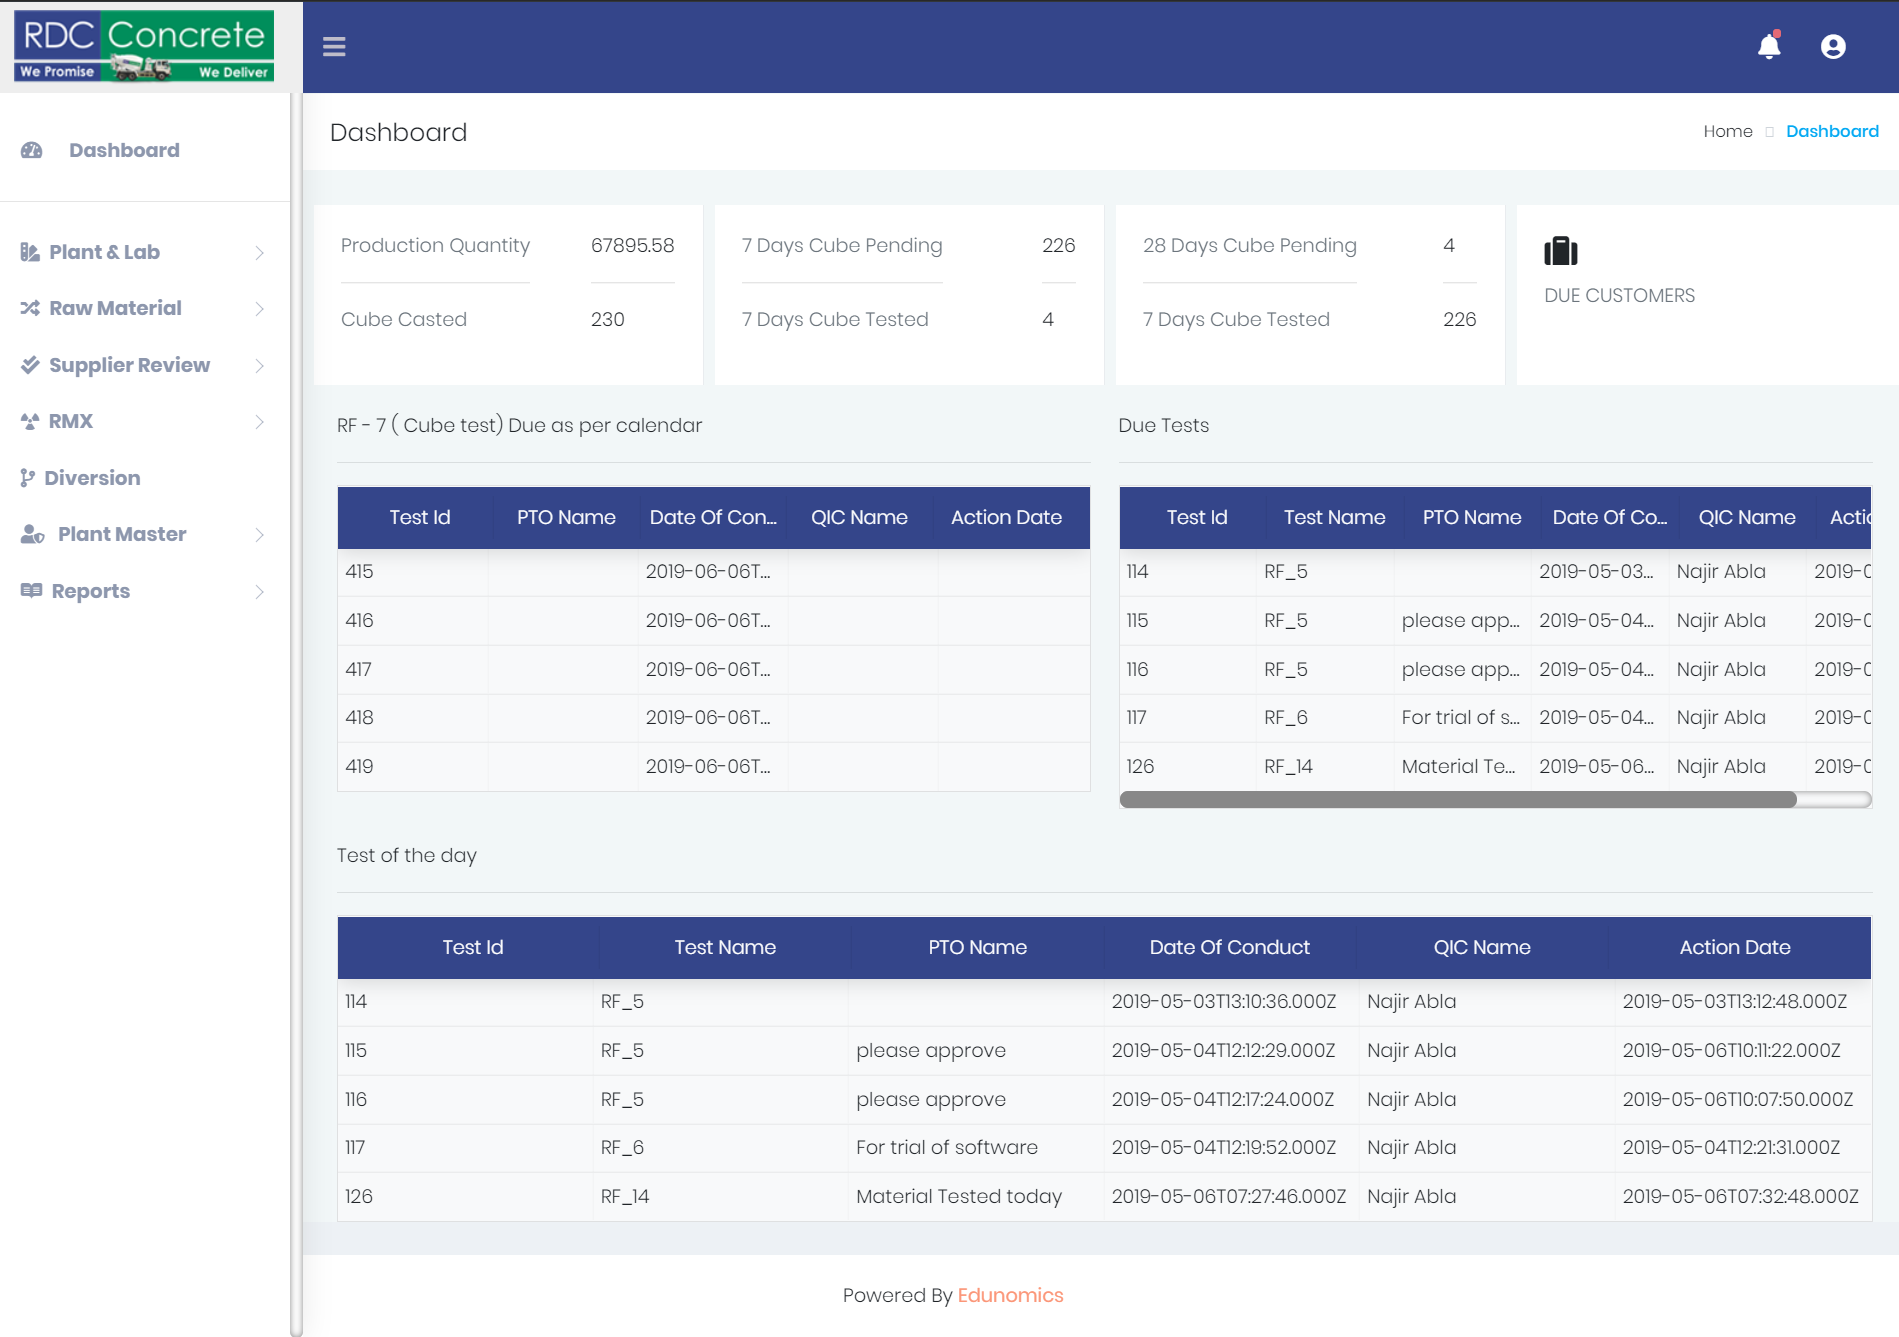 RDC Concrete
We Promise We Deliver
Dashboard
Plant & Lab
Raw Material
Supplier Review
RMX
Diversion
Plant Master
Reports
Dashboard
Home Dashboard
Production Quantity 67895.58
Cube Casted 230
7 Days Cube Pending 226
7 Days Cube Tested 4
28 Days Cube Pending 4
7 Days Cube Tested 226
DUE CUSTOMERS
RF - 7 ( Cube test) Due as per calendar
Test Id PTO Name Date Of Con... QIC Name Action Date
415 2019-06-06T...
416 2019-06-06T...
417 2019-06-06T...
418 2019-06-06T...
419 2019-06-06T...
Due Tests
Test Id Test Name PTO Name Date Of Co... QIC Name Actic
114 RF_5 2019-05-03... Najir Abla 2019-0
115 RF_5 please app... 2019-05-04... Najir Abla 2019-0
116 RF_5 please app... 2019-05-04... Najir Abla 2019-0
117 RF_6 For trial of s... 2019-05-04... Najir Abla 2019-0
126 RF_14 Material Te... 2019-05-06... Najir Abla 2019-0
Test of the day
Test Id Test Name PTO Name Date Of Conduct QIC Name Action Date
114 RF_5 2019-05-03T13:10:36.000Z Najir Abla 2019-05-03T13:12:48.000Z
115 RF_5 please approve 2019-05-04T12:12:29.000Z Najir Abla 2019-05-06T10:11:22.000Z
116 RF_5 please approve 2019-05-04T12:17:24.000Z Najir Abla 2019-05-06T10:07:50.000Z
117 RF_6 For trial of software 2019-05-04T12:19:52.000Z Najir Abla 2019-05-04T12:21:31.000Z
126 RF_14 Material Tested today 2019-05-06T07:27:46.000Z Najir Abla 2019-05-06T07:32:48.000Z
Powered By Edunomics